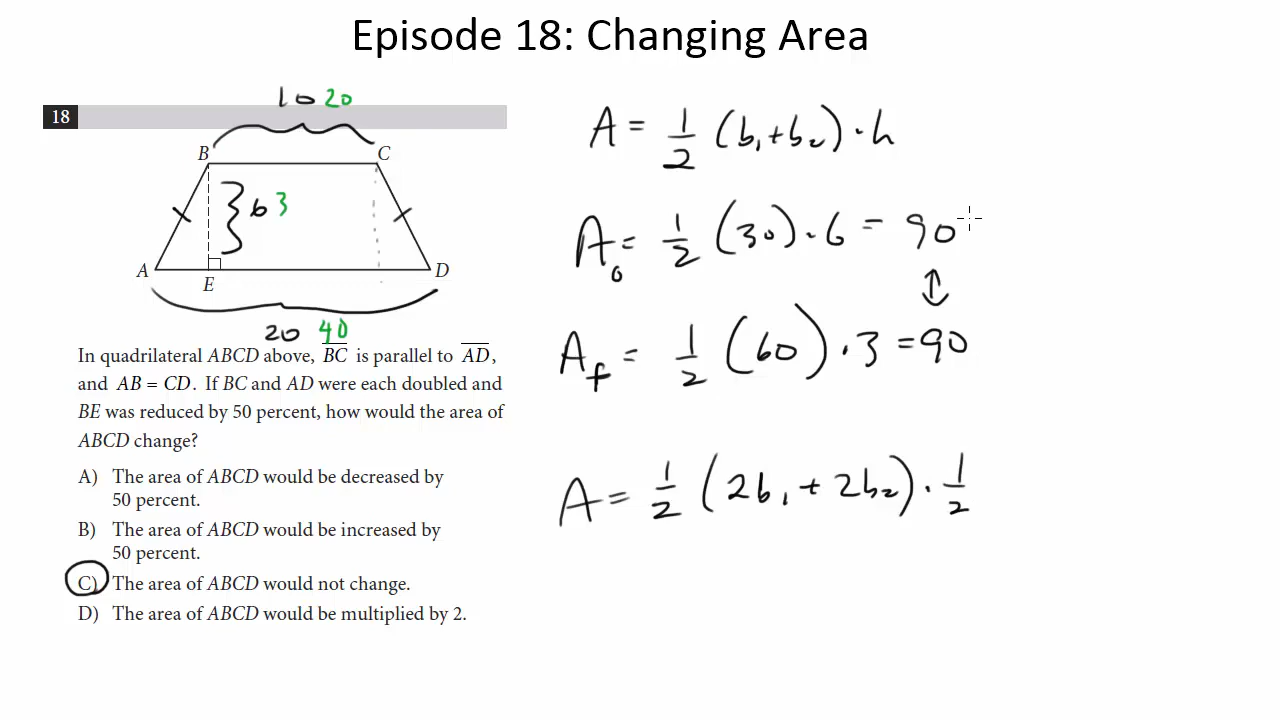 Episode 18: Changing Area
18
10 20
B
C
6 3
A
E
D
20 40
In quadrilateral ABCD above, BC is parallel to AD,
and AB = CD. If BC and AD were each doubled and
BE was reduced by 50 percent, how would the area of
ABCD change?
A) The area of ABCD would be decreased by
50 percent.
B) The area of ABCD would be increased by
50 percent.
C) The area of ABCD would not change.
D) The area of ABCD would be multiplied by 2.
A = 1/2 (b₁+b₂)·h
A₀ = 1/2 (30)·6 = 90
A_f = 1/2 (60)·3 = 90
A = 1/2 (2b₁ + 2b₂)·1/2